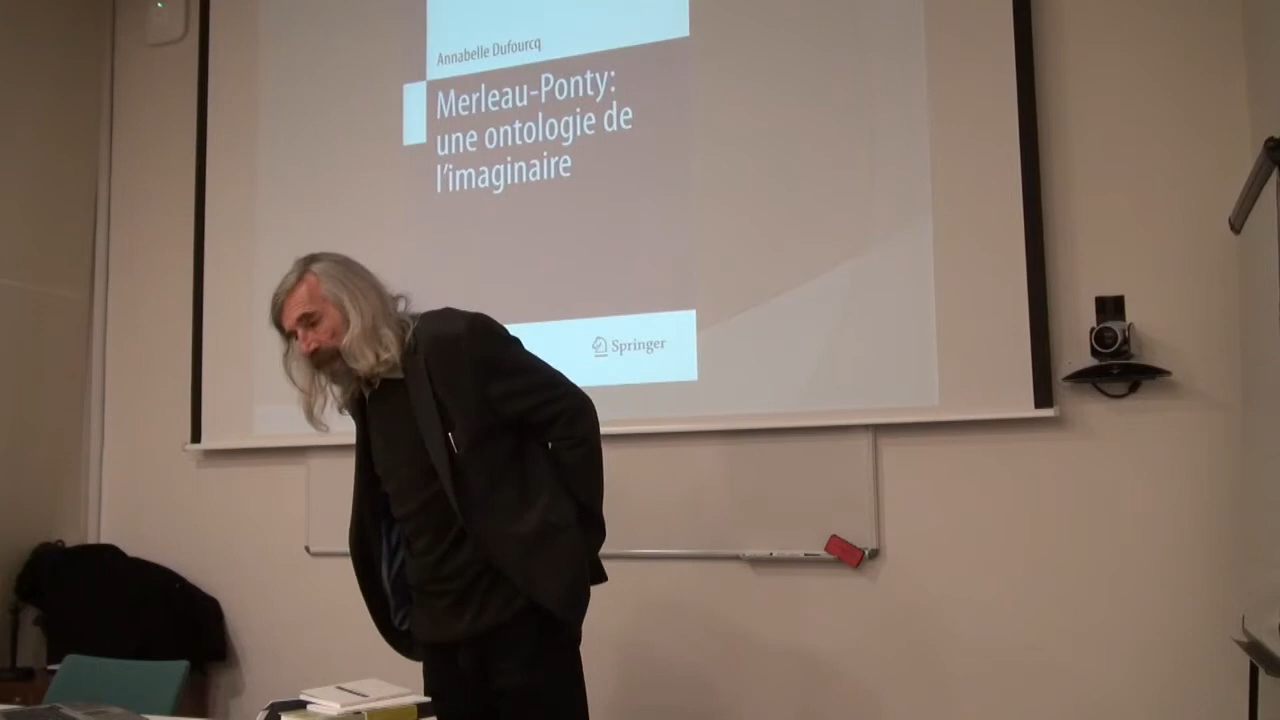 Annabelle Dufourcq
Merleau-Ponty:
une ontologie de
l'imaginaire
Springer